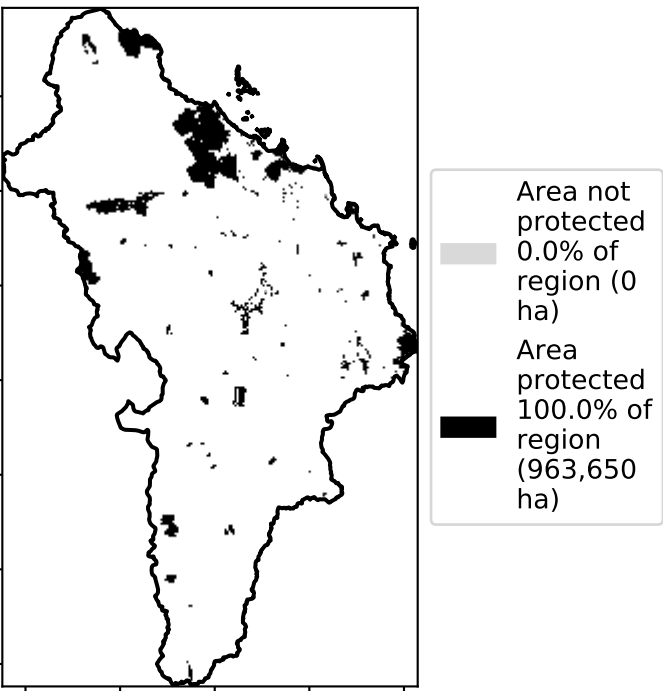 Area not
protected
0.0% of
region (0
ha)
Area
protected
100.0% of
region
(963,650
ha)